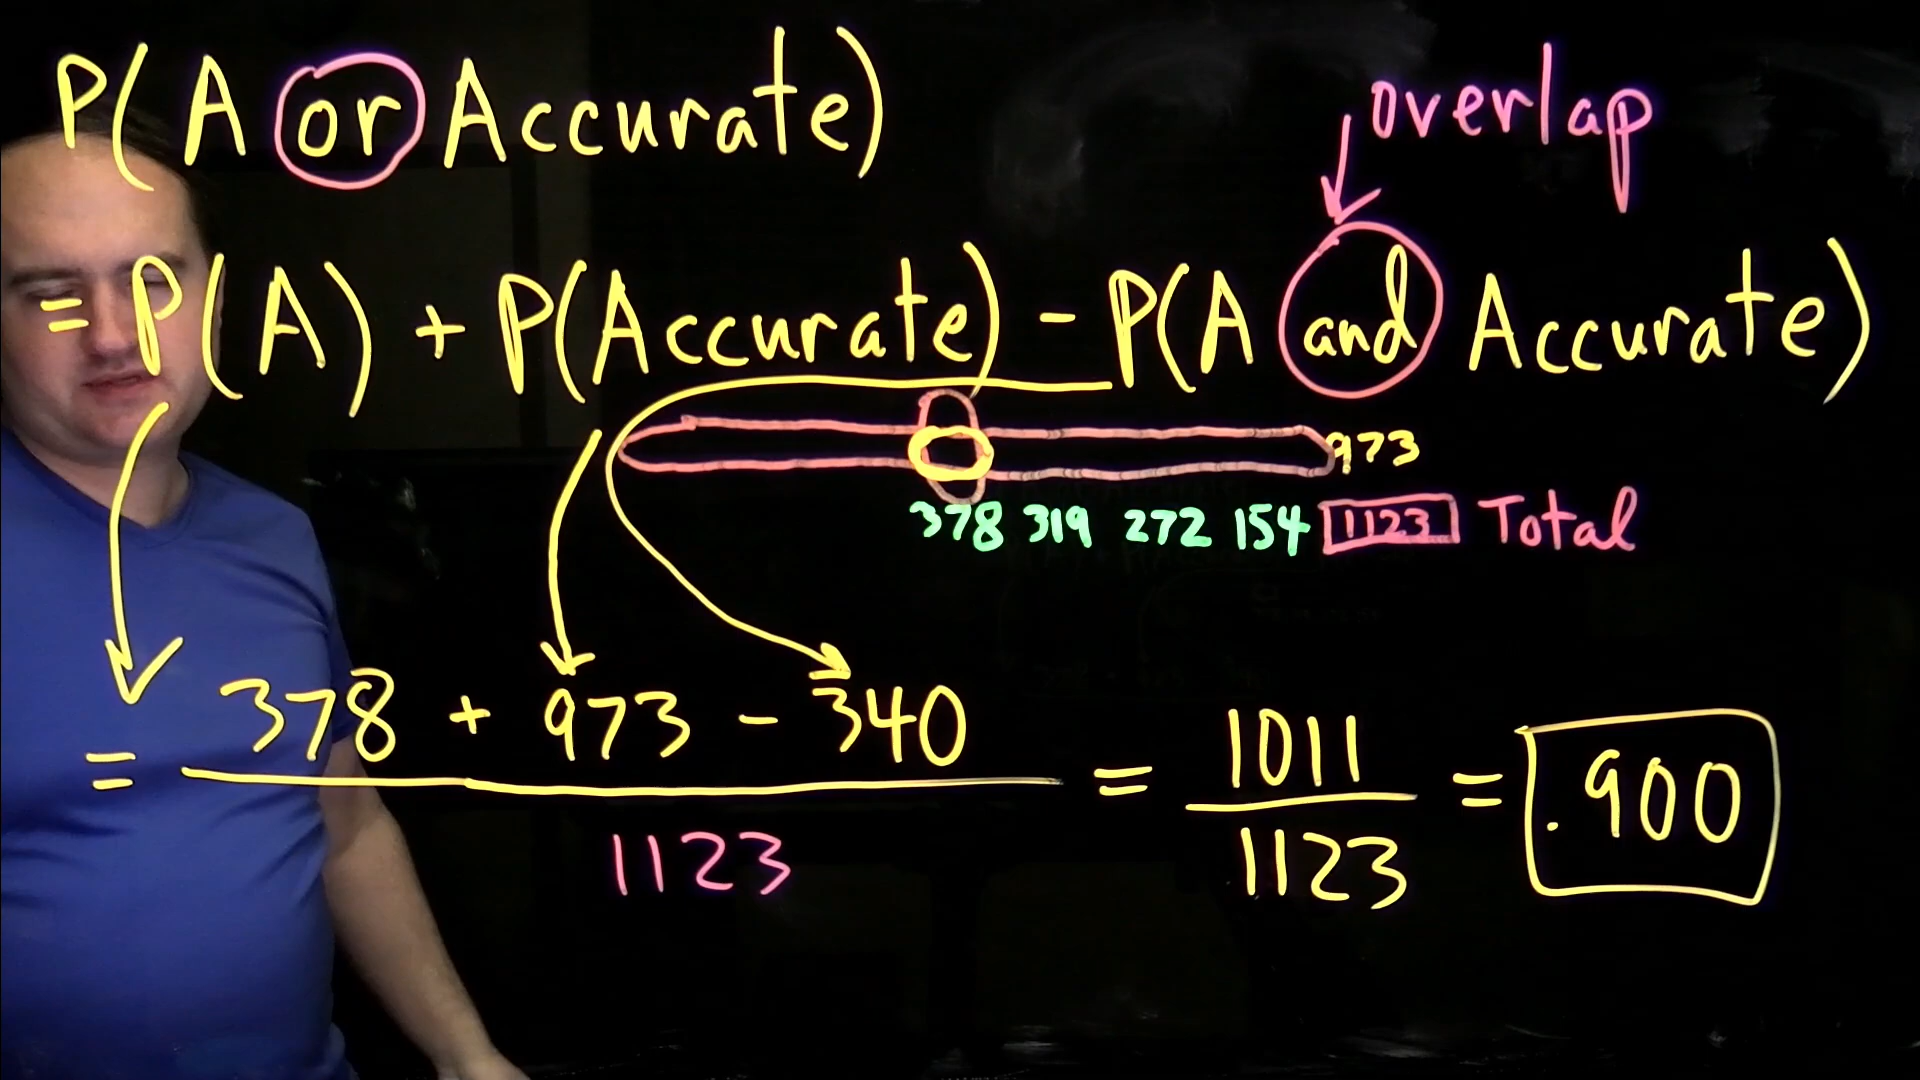 P(A or Accurate)
overlap
= P(A) + P(Accurate) - P(A and Accurate)
973
378 319 272 154 1123 Total
= 378 + 973 - 340 / 1123 = 1011 / 1123 = .900